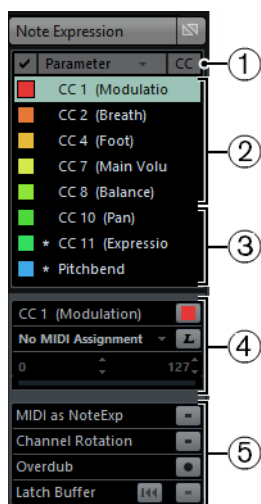 Note Expression
✓ Parameter CC 1
CC 1 (Modulatio
CC 2 (Breath)
CC 4 (Foot)
2
CC 7 (Main Volu
CC 8 (Balance)
CC 10 (Pan)
3
* CC 11 (Expressio
* Pitchbend
CC 1 (Modulation)
No MIDI Assignment L
4
0 127
MIDI as NoteExp
Channel Rotation
5
Overdub
Latch Buffer